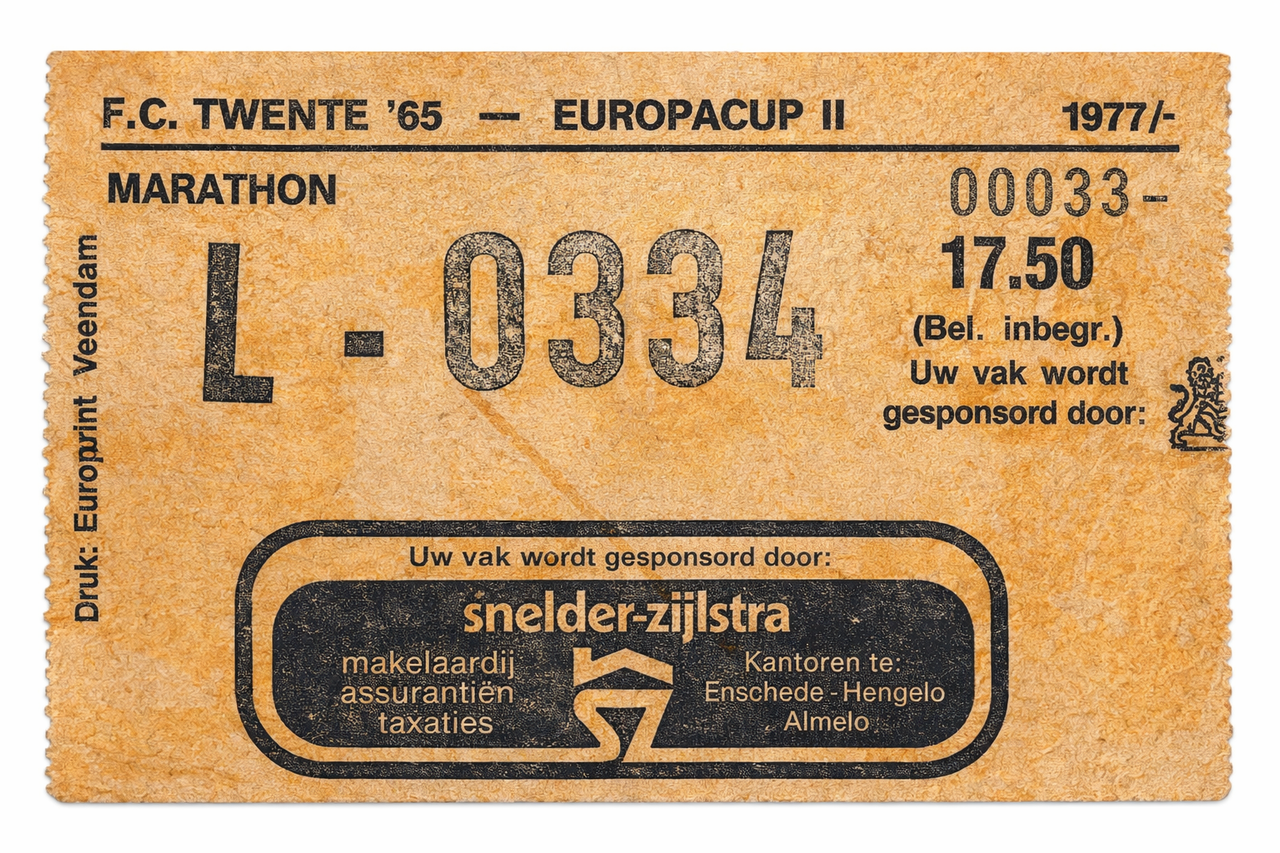 F.C. TWENTE '65 — EUROPACUP II 1977/-
MARATHON
00033-
L - 0334
17.50
(Bel. inbegr.)
Uw vak wordt
gesponsord door:
Druk: Europrint Veendam
Uw vak wordt gesponsord door:
snelder-zijlstra
makelaardij
assurantiën
taxaties
SZ
Kantoren te:
Enschede - Hengelo
Almelo